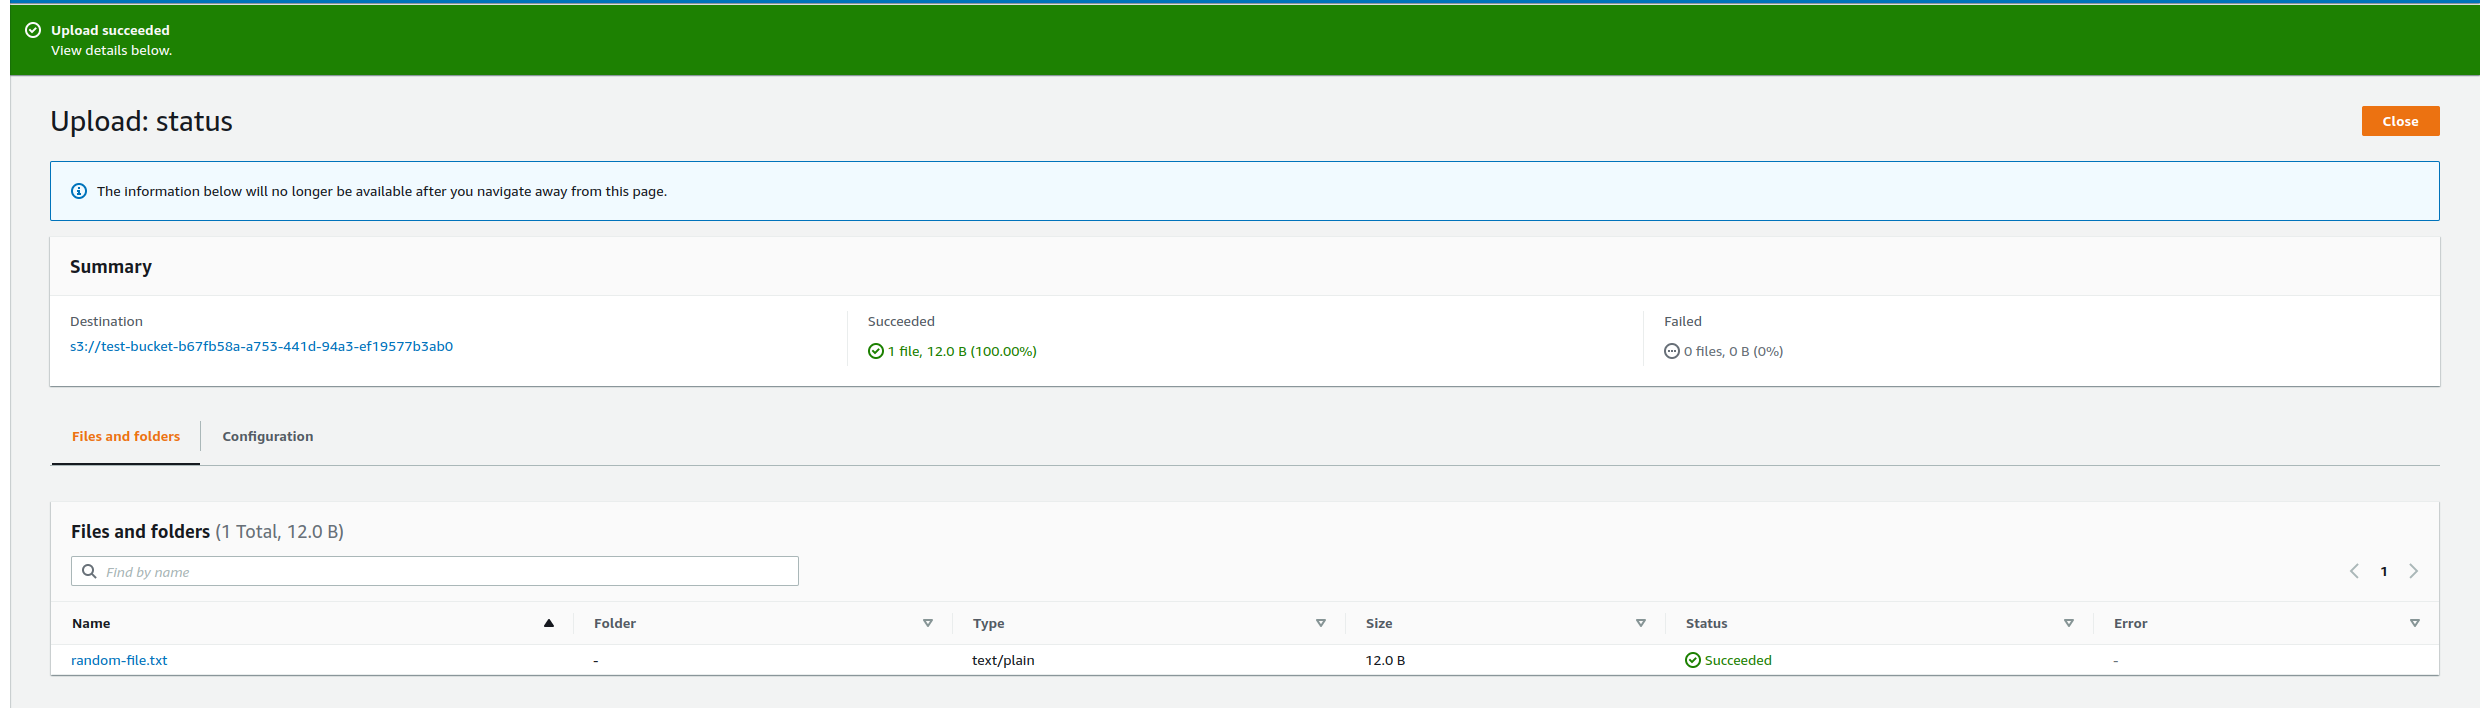 Upload succeeded
View details below.
Upload: status
Close
The information below will no longer be available after you navigate away from this page.
Summary
Destination
s3://test-bucket-b67fb58a-a753-441d-94a3-ef19577b3ab0
Succeeded
1 file, 12.0 B (100.00%)
Failed
0 files, 0 B (0%)
Files and folders
Configuration
Files and folders (1 Total, 12.0 B)
Find by name
1
Name Folder Type Size Status Error
random-file.txt - text/plain 12.0 B Succeeded -